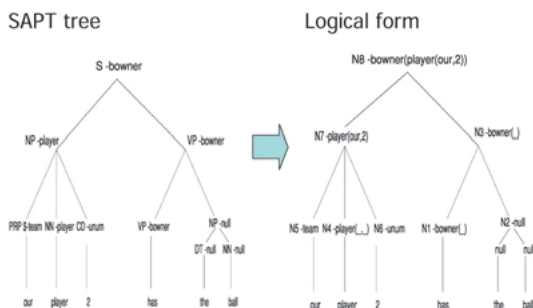 SAPT tree
Logical form
S -bowner
N8 -bowner(player(our,2))
NP -player
VP -bowner
N7 -player(our,2)
N3 -bowner(_)
PRP $-team NN -player CD -unum
VP -bowner
NP -null
N5 -team N4 -player(_,_) N6 -unum
N1 -bowner(_)
N2 -null
DT -null NN -null
null null
our player 2 has the ball
our player 2 has the ball